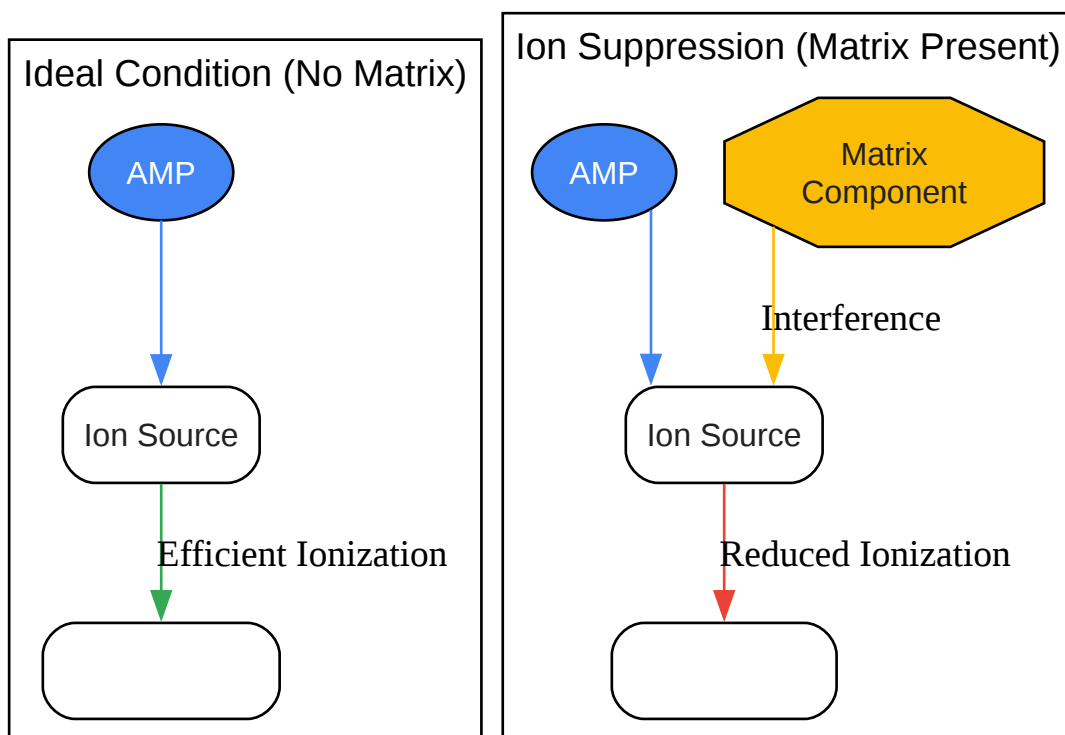 Ideal Condition (No Matrix)
AMP
Ion Source
Efficient Ionization
Ion Suppression (Matrix Present)
AMP
Matrix
Component
Interference
Ion Source
Reduced Ionization